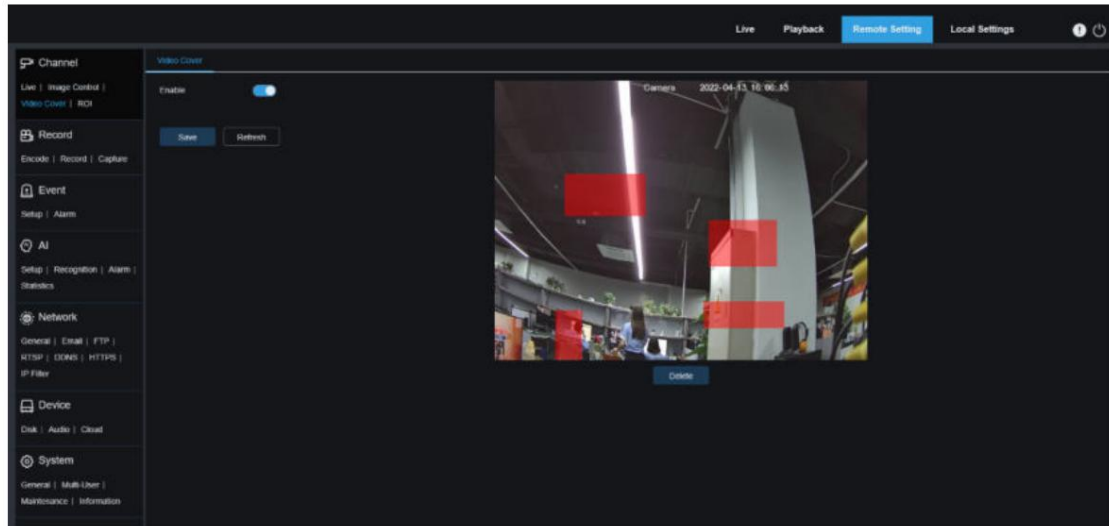 Live Playback Remote Setting Local Settings
Channel
Live | Image Control |
Video Cover | ROI
Video Cover
Enable
Camera 2022-04-13 16:06:13
Record
Save Refresh
Encode | Record | Capture
Event
Setup | Alarm
AI
Setup | Recognition | Alarm |
Statistics
Network
General | Email | FTP |
RTSP | DDNS | HTTPS |
IP Filter
Delete
Device
Disk | Audio | Cloud
System
General | Multi-User |
Maintenance | Information